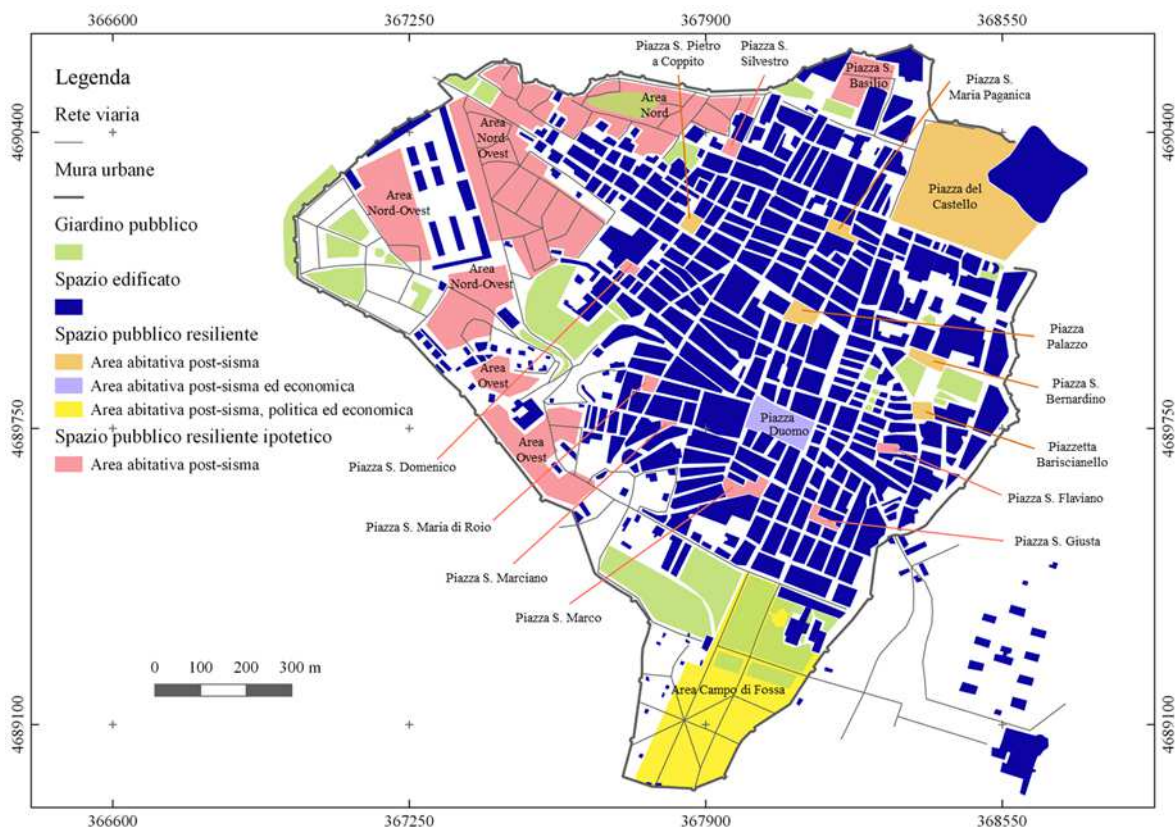 366600
367250
367900
368550
Piazza S. Pietro
a Coppito
Piazza S.
Silvestro
Piazza S.
Basilio
Piazza S.
Maria Paganica
Legenda
Rete viaria
Mura urbane
Giardino pubblico
Spazio edificato
Spazio pubblico resiliente
Area abitativa post-sisma
Area abitativa post-sisma ed economica
Area abitativa post-sisma, politica ed economica
Spazio pubblico resiliente ipotetico
Area abitativa post-sisma
4690400
4690400
Area
Nord
Area
Nord-
Ovest
Area
Nord-Ovest
Piazza del
Castello
Area
Nord-Ovest
Piazza
Palazzo
Area
Ovest
Piazza S.
Bernardino
4689750
4689750
Piazza
Duomo
Area
Ovest
Piazzetta
Bariscianello
Piazza S. Domenico
Piazza S. Flaviano
Piazza S. Maria di Roio
Piazza S. Giusta
Piazza S. Marciano
Piazza S. Marco
0 100 200 300 m
Area Campo di Fossa
4689100
4689100
366600
367250
367900
368550